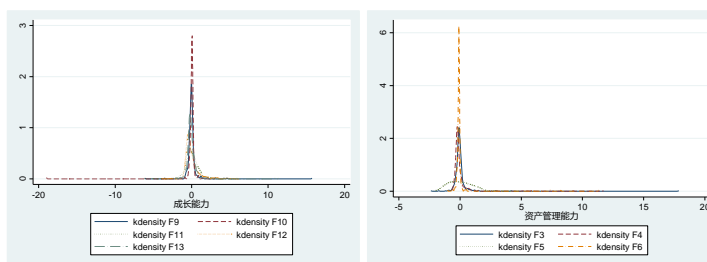 3
2
1
0
-20
-10
0
10
20
成长能力
kdensity F9
kdensity F10
kdensity F11
kdensity F12
kdensity F13
6
4
2
0
-5
0
5
10
15
20
资产管理能力
kdensity F3
kdensity F4
kdensity F5
kdensity F6